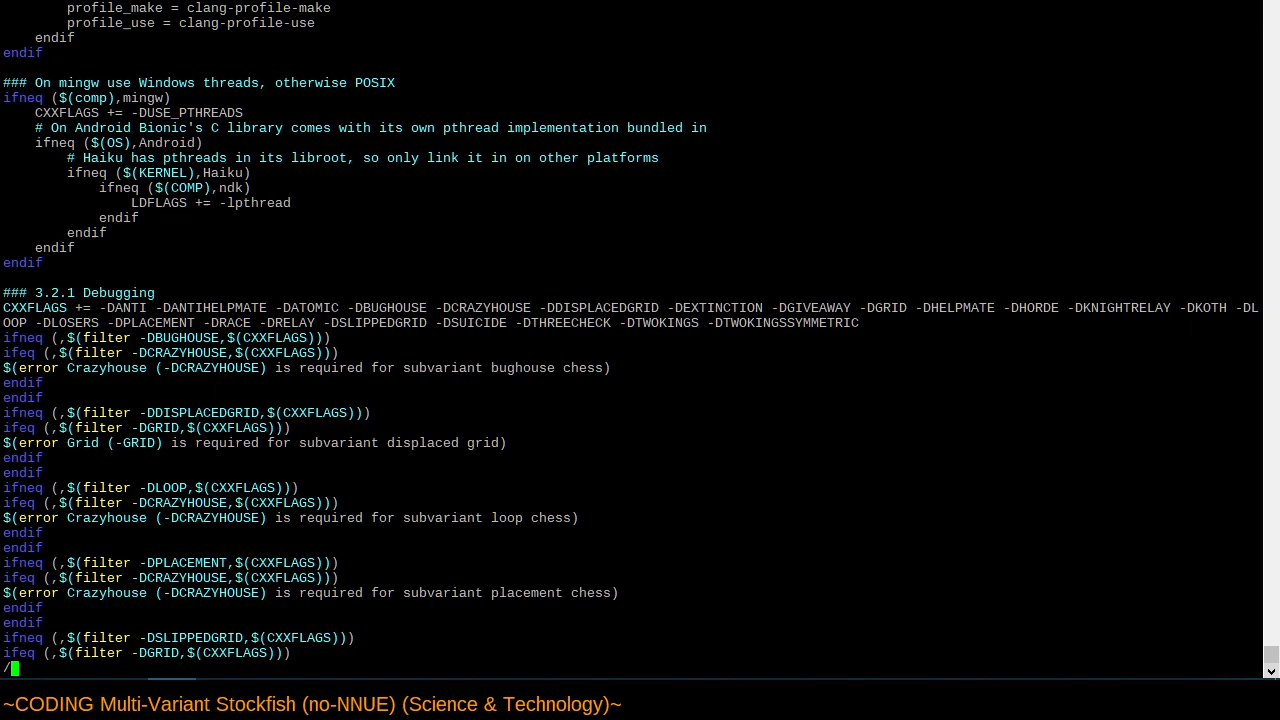 profile_make = clang-profile-make
        profile_use = clang-profile-use
    endif
endif
### On mingw use Windows threads, otherwise POSIX
ifneq ($(comp),mingw)
    CXXFLAGS += -DUSE_PTHREADS
    # On Android Bionic's C library comes with its own pthread implementation bundled in
    ifneq ($(OS),Android)
        # Haiku has pthreads in its libroot, so only link it in on other platforms
        ifneq ($(KERNEL),Haiku)
            ifneq ($(COMP),ndk)
                LDFLAGS += -lpthread
            endif
        endif
    endif
endif
### 3.2.1 Debugging
CXXFLAGS += -DANTI -DANTIHELPMATE -DATOMIC -DBUGHOUSE -DCRAZYHOUSE -DDISPLACEDGRID -DEXTINCTION -DGIVEAWAY -DGRID -DHELPMATE -DHORDE -DKNIGHTRELAY -DKOTH -DL
OOP -DLOSERS -DPLACEMENT -DRACE -DRELAY -DSLIPPEDGRID -DSUICIDE -DTHREECHECK -DTWOKINGS -DTWOKINGSSYMMETRIC
ifneq (,$(filter -DBUGHOUSE,$(CXXFLAGS)))
ifeq (,$(filter -DCRAZYHOUSE,$(CXXFLAGS)))
$(error Crazyhouse (-DCRAZYHOUSE) is required for subvariant bughouse chess)
endif
endif
ifneq (,$(filter -DDISPLACEDGRID,$(CXXFLAGS)))
ifeq (,$(filter -DGRID,$(CXXFLAGS)))
$(error Grid (-GRID) is required for subvariant displaced grid)
endif
endif
ifneq (,$(filter -DLOOP,$(CXXFLAGS)))
ifeq (,$(filter -DCRAZYHOUSE,$(CXXFLAGS)))
$(error Crazyhouse (-DCRAZYHOUSE) is required for subvariant loop chess)
endif
endif
ifneq (,$(filter -DPLACEMENT,$(CXXFLAGS)))
ifeq (,$(filter -DCRAZYHOUSE,$(CXXFLAGS)))
$(error Crazyhouse (-DCRAZYHOUSE) is required for subvariant placement chess)
endif
endif
ifneq (,$(filter -DSLIPPEDGRID,$(CXXFLAGS)))
ifeq (,$(filter -DGRID,$(CXXFLAGS)))
/
~CODING Multi-Variant Stockfish (no-NNUE) (Science & Technology)~